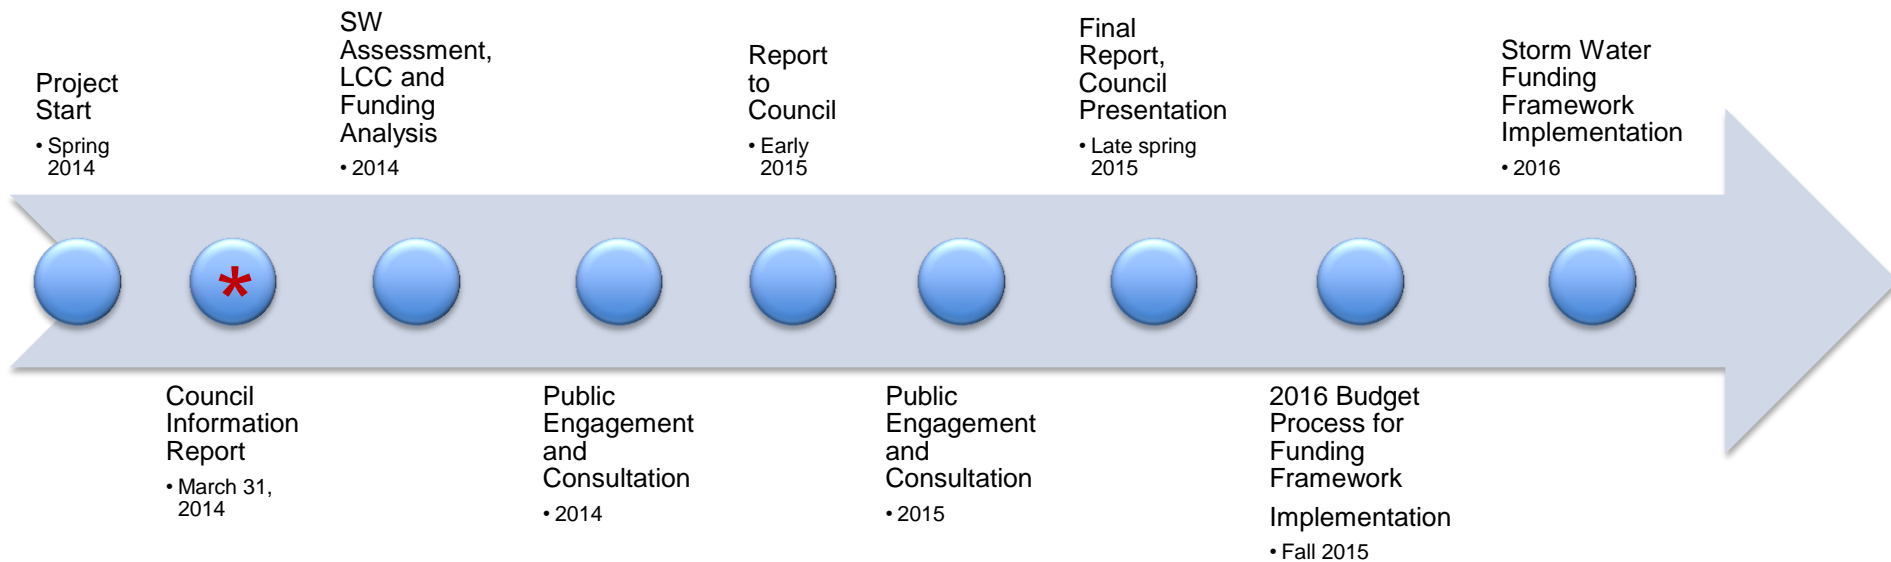 Project
Start
• Spring
2014
SW
Assessment,
LCC and
Funding
Analysis
• 2014
Report
to
Council
• Early
2015
Final
Report,
Council
Presentation
• Late spring
2015
Storm Water
Funding
Framework
Implementation
• 2016
*
Council
Information
Report
• March 31,
2014
Public
Engagement
and
Consultation
• 2014
Public
Engagement
and
Consultation
• 2015
2016 Budget
Process for
Funding
Framework
Implementation
• Fall 2015